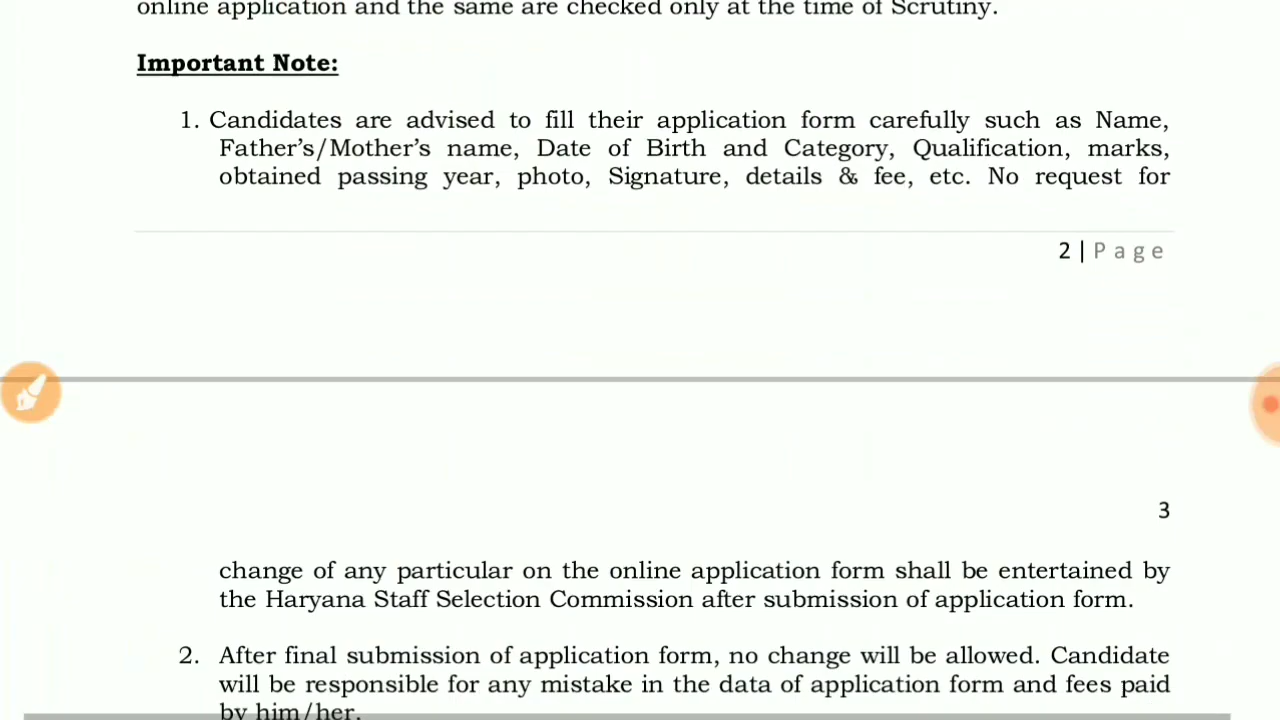 online application and the same are checked only at the time of Scrutiny.
Important Note:
1. Candidates are advised to fill their application form carefully such as Name,
Father’s/Mother’s name, Date of Birth and Category, Qualification, marks,
obtained passing year, photo, Signature, details & fee, etc. No request for
2 | P a g e
3
change of any particular on the online application form shall be entertained by
the Haryana Staff Selection Commission after submission of application form.
2. After final submission of application form, no change will be allowed. Candidate
will be responsible for any mistake in the data of application form and fees paid
by him/her.